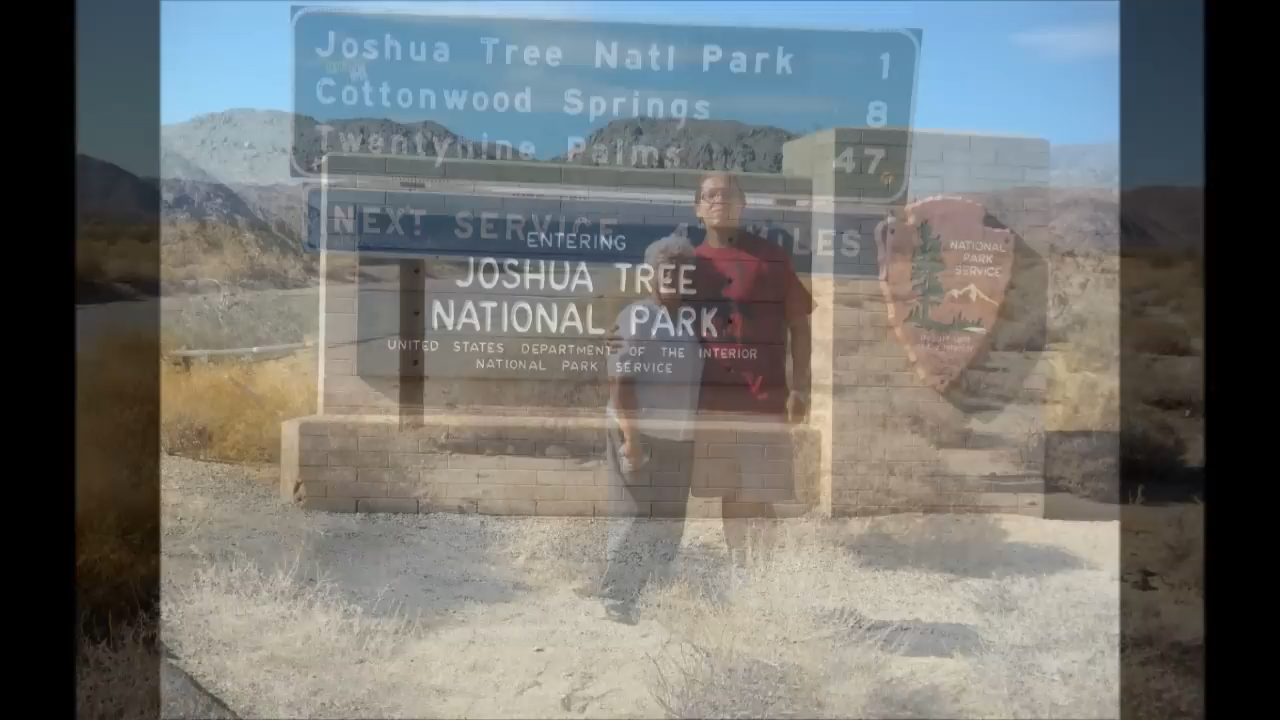 Joshua Tree Natl Park 1
Cottonwood Springs 8
Twentynine Palms 47
NEXT SERVICE MILES
ENTERING
JOSHUA TREE
NATIONAL PARK
UNITED STATES DEPARTMENT OF THE INTERIOR
NATIONAL PARK SERVICE
NATIONAL
PARK
SERVICE